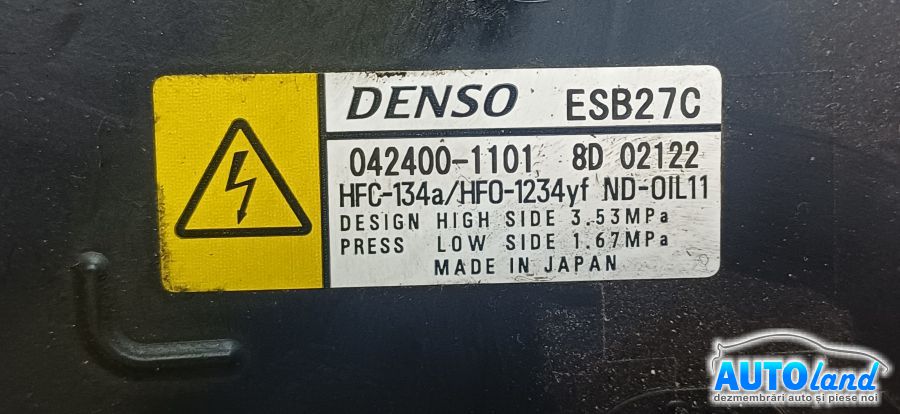 DENSO ESB27C
042400-1101 8D 02122
HFC-134a/HFO-1234yf ND-OIL11
DESIGN HIGH SIDE 3.53MPa
PRESS LOW SIDE 1.67MPa
MADE IN JAPAN
AUTOland
dezmembrări auto și piese noi